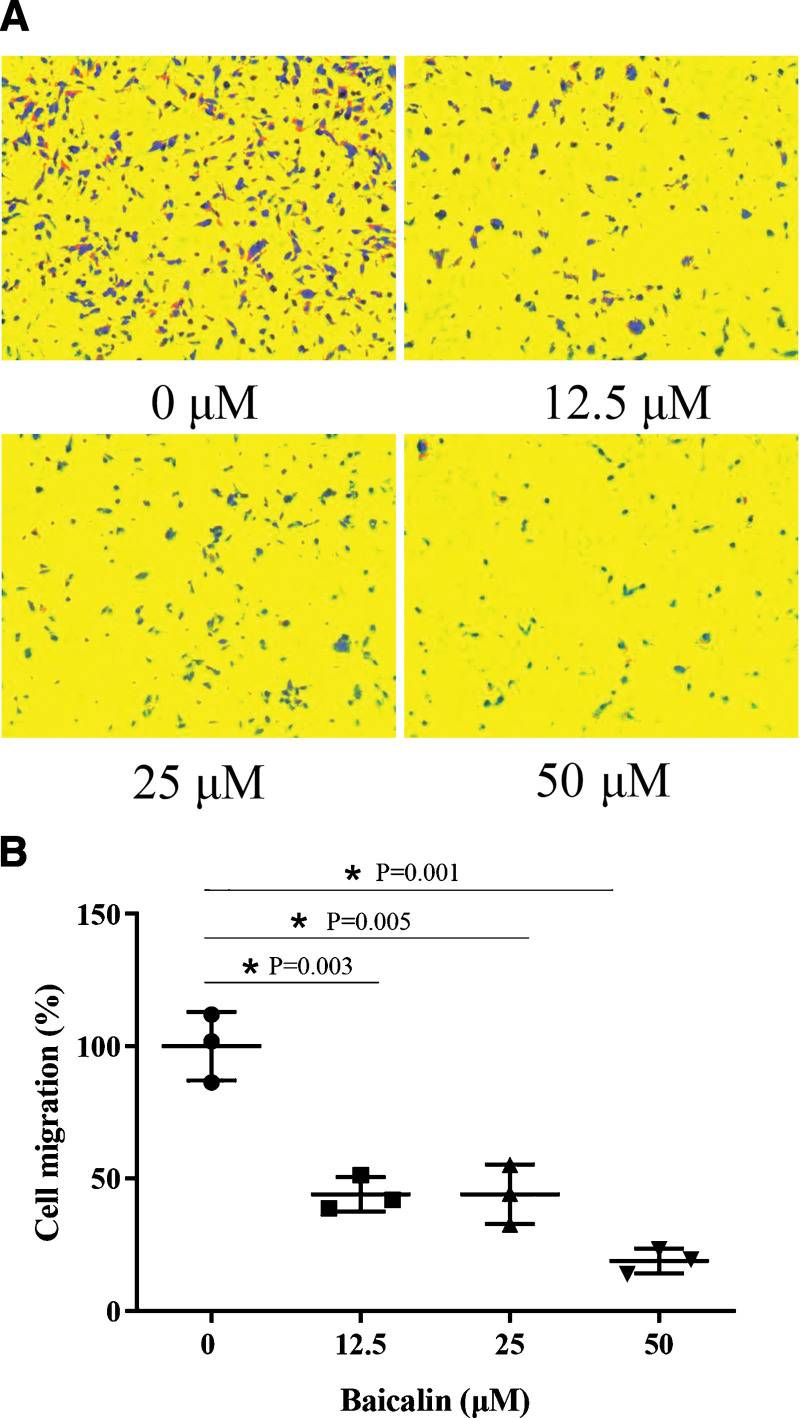 A
0 μM
12.5 μM
25 μM
50 μM
B
* P=0.001
* P=0.005
* P=0.003
150
100
50
0
Cell migration (%)
0 12.5 25 50
Baicalin (μM)